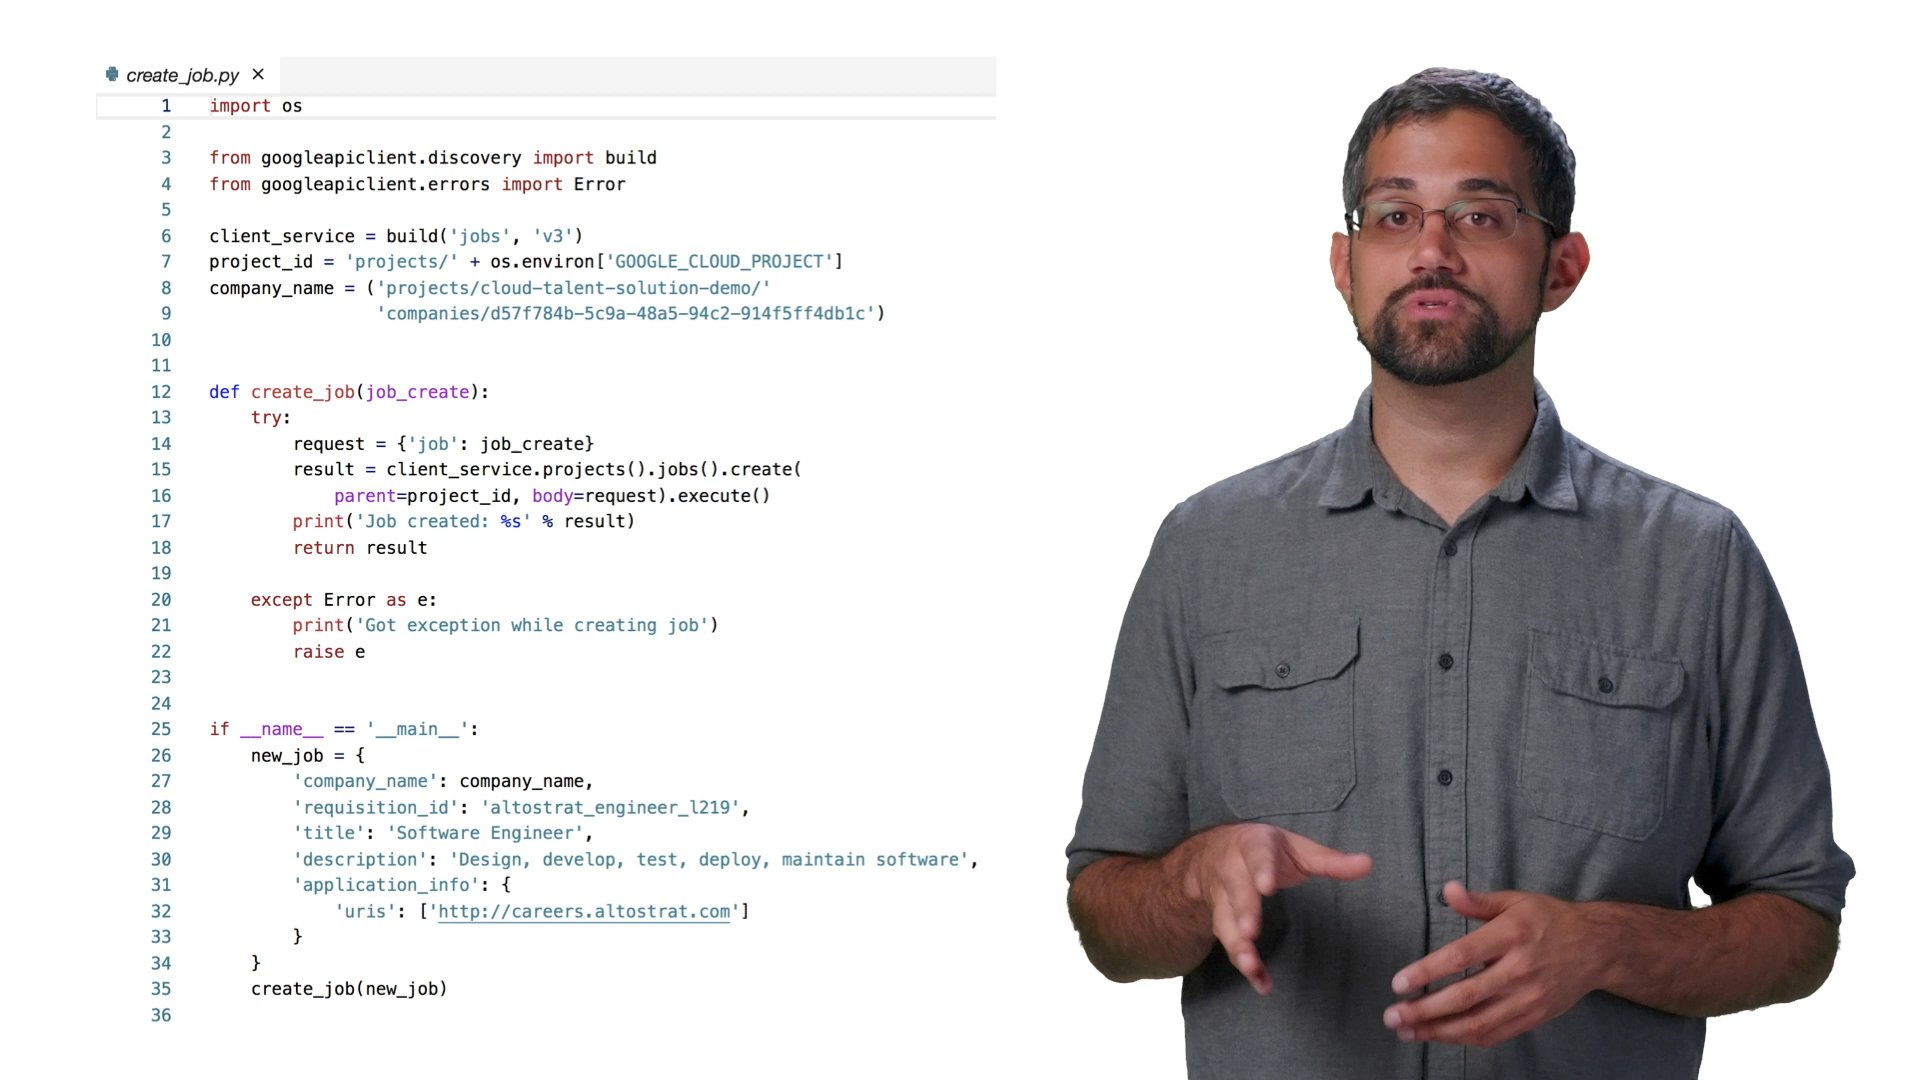 create_job.py ×
1 import os
2
3 from googleapiclient.discovery import build
4 from googleapiclient.errors import Error
5
6 client_service = build('jobs', 'v3')
7 project_id = 'projects/' + os.environ['GOOGLE_CLOUD_PROJECT']
8 company_name = ('projects/cloud-talent-solution-demo/'
9                 'companies/d57f784b-5c9a-48a5-94c2-914f5ff4db1c')
10
11
12 def create_job(job_create):
13     try:
14         request = {'job': job_create}
15         result = client_service.projects().jobs().create(
16             parent=project_id, body=request).execute()
17         print('Job created: %s' % result)
18         return result
19
20     except Error as e:
21         print('Got exception while creating job')
22         raise e
23
24
25 if __name__ == '__main__':
26     new_job = {
27         'company_name': company_name,
28         'requisition_id': 'altostrat_engineer_l219',
29         'title': 'Software Engineer',
30         'description': 'Design, develop, test, deploy, maintain software',
31         'application_info': {
32             'uris': ['http://careers.altostrat.com']
33         }
34     }
35     create_job(new_job)
36